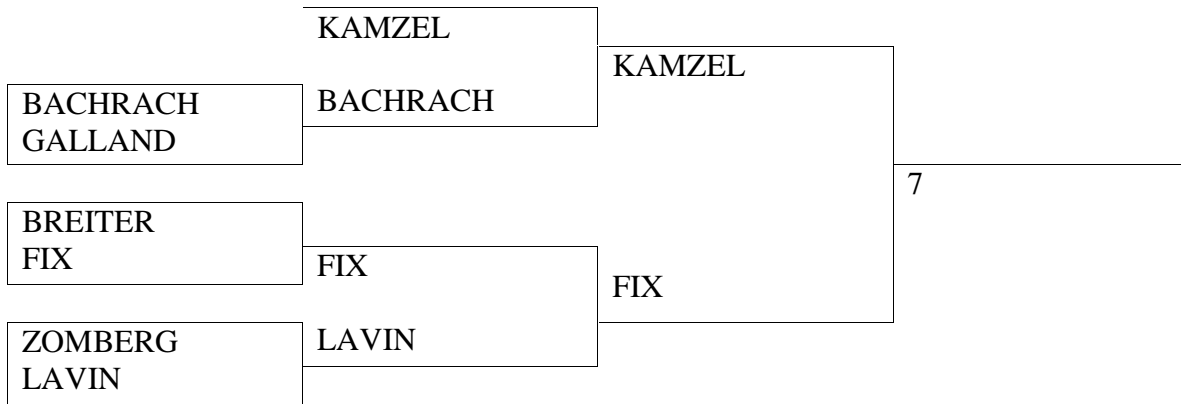 KAMZEL
KAMZEL
BACHRACH
GALLAND
BACHRACH
7
BREITER
FIX
FIX
FIX
ZOMBERG
LAVIN
LAVIN